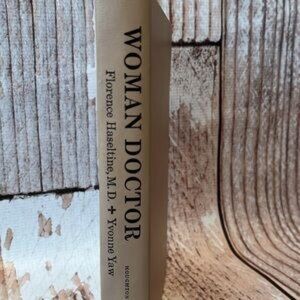 WOMAN DOCTOR
Florence Haseltine, M.D. + Yvonne Yaw